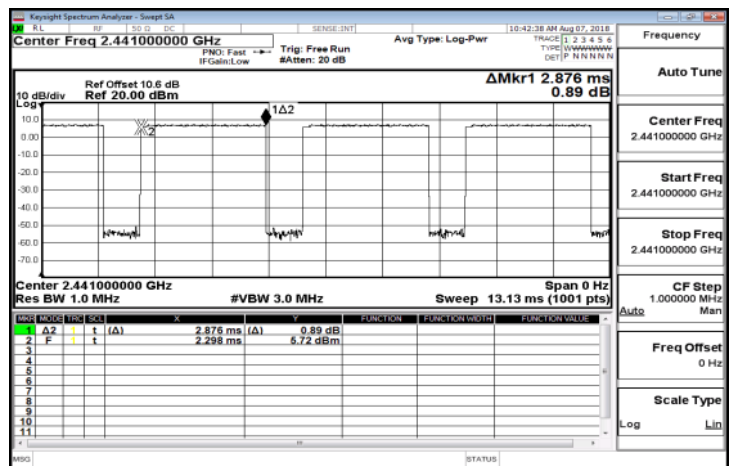 Keysight Spectrum Analyzer - Swept SA
RL RF 50 Ω DC SENSE:INT 10:42:38 AM Aug 07, 2018
Center Freq 2.441000000 GHz
PNO: Fast
IFGain:Low
Trig: Free Run
#Atten: 20 dB
Avg Type: Log-Pwr
TRACE 1 2 3 4 5 6
TYPE WWWWWW
DET P N N N N N
Ref Offset 10.6 dB
10 dB/div Ref 20.00 dBm
ΔMkr1 2.876 ms
0.89 dB
Log
10.0
0.00
-10.0
-20.0
-30.0
-40.0
-50.0
-60.0
-70.0
1Δ2
2
Center 2.441000000 GHz Span 0 Hz
Res BW 1.0 MHz #VBW 3.0 MHz Sweep 13.13 ms (1001 pts)
MKR MODE TRC SCL X Y FUNCTION FUNCTION WIDTH FUNCTION VALUE
1 Δ2 1 t (Δ) 2.876 ms (Δ) 0.89 dB
2 F 1 t 2.298 ms 5.72 dBm
3
4
5
6
7
8
9
10
11
MSG STATUS
Frequency
Auto Tune
Center Freq
2.441000000 GHz
Start Freq
2.441000000 GHz
Stop Freq
2.441000000 GHz
CF Step
1.000000 MHz
Auto Man
Freq Offset
0 Hz
Scale Type
Log Lin